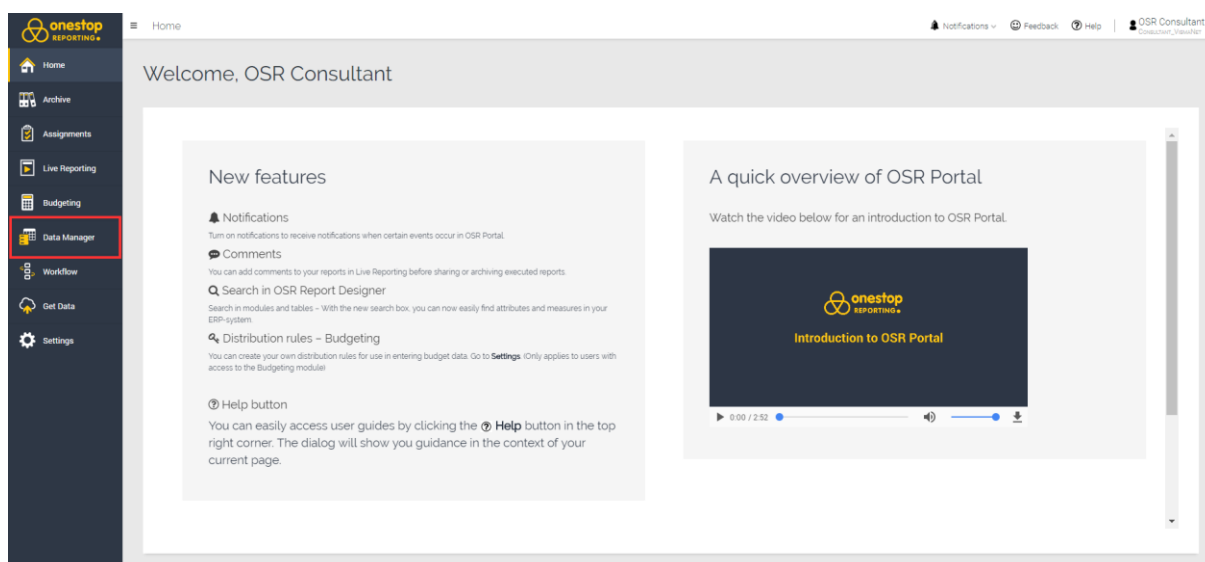 onestop
REPORTING
Home
Archive
Assignments
Live Reporting
Budgeting
Data Manager
Workflow
Get Data
Settings
Home
Notifications
Feedback
Help
OSR Consultant
Welcome, OSR Consultant
New features
Notifications
Turn on notifications to receive notifications when certain events occur in OSR Portal.
Comments
You can add comments to your reports in Live Reporting before sharing or archiving executed reports.
Search in OSR Report Designer
Search in modules and tables – With the new search box, you can now easily find attributes and measures in your
ERP-system.
Distribution rules – Budgeting
You can create your own distribution rules for use in entering budget data. Go to Settings. (Only applies to users with
access to the Budgeting module)
Help button
You can easily access user guides by clicking the Help button in the top
right corner. The dialog will show you guidance in the context of your
current page.
A quick overview of OSR Portal
Watch the video below for an introduction to OSR Portal.
onestop
REPORTING
Introduction to OSR Portal
0:00 / 2:52